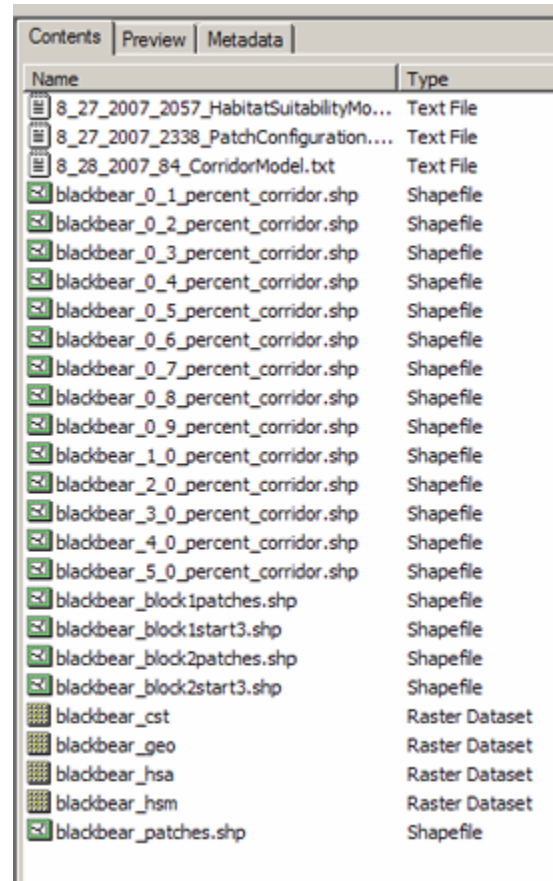 Contents Preview Metadata
Name Type
8_27_2007_2057_HabitatSuitabilityMo... Text File
8_27_2007_2338_PatchConfiguration.... Text File
8_28_2007_84_CorridorModel.txt Text File
blackbear_0_1_percent_corridor.shp Shapefile
blackbear_0_2_percent_corridor.shp Shapefile
blackbear_0_3_percent_corridor.shp Shapefile
blackbear_0_4_percent_corridor.shp Shapefile
blackbear_0_5_percent_corridor.shp Shapefile
blackbear_0_6_percent_corridor.shp Shapefile
blackbear_0_7_percent_corridor.shp Shapefile
blackbear_0_8_percent_corridor.shp Shapefile
blackbear_0_9_percent_corridor.shp Shapefile
blackbear_1_0_percent_corridor.shp Shapefile
blackbear_2_0_percent_corridor.shp Shapefile
blackbear_3_0_percent_corridor.shp Shapefile
blackbear_4_0_percent_corridor.shp Shapefile
blackbear_5_0_percent_corridor.shp Shapefile
blackbear_block1patches.shp Shapefile
blackbear_block1start3.shp Shapefile
blackbear_block2patches.shp Shapefile
blackbear_block2start3.shp Shapefile
blackbear_cst Raster Dataset
blackbear_geo Raster Dataset
blackbear_hsa Raster Dataset
blackbear_hsm Raster Dataset
blackbear_patches.shp Shapefile